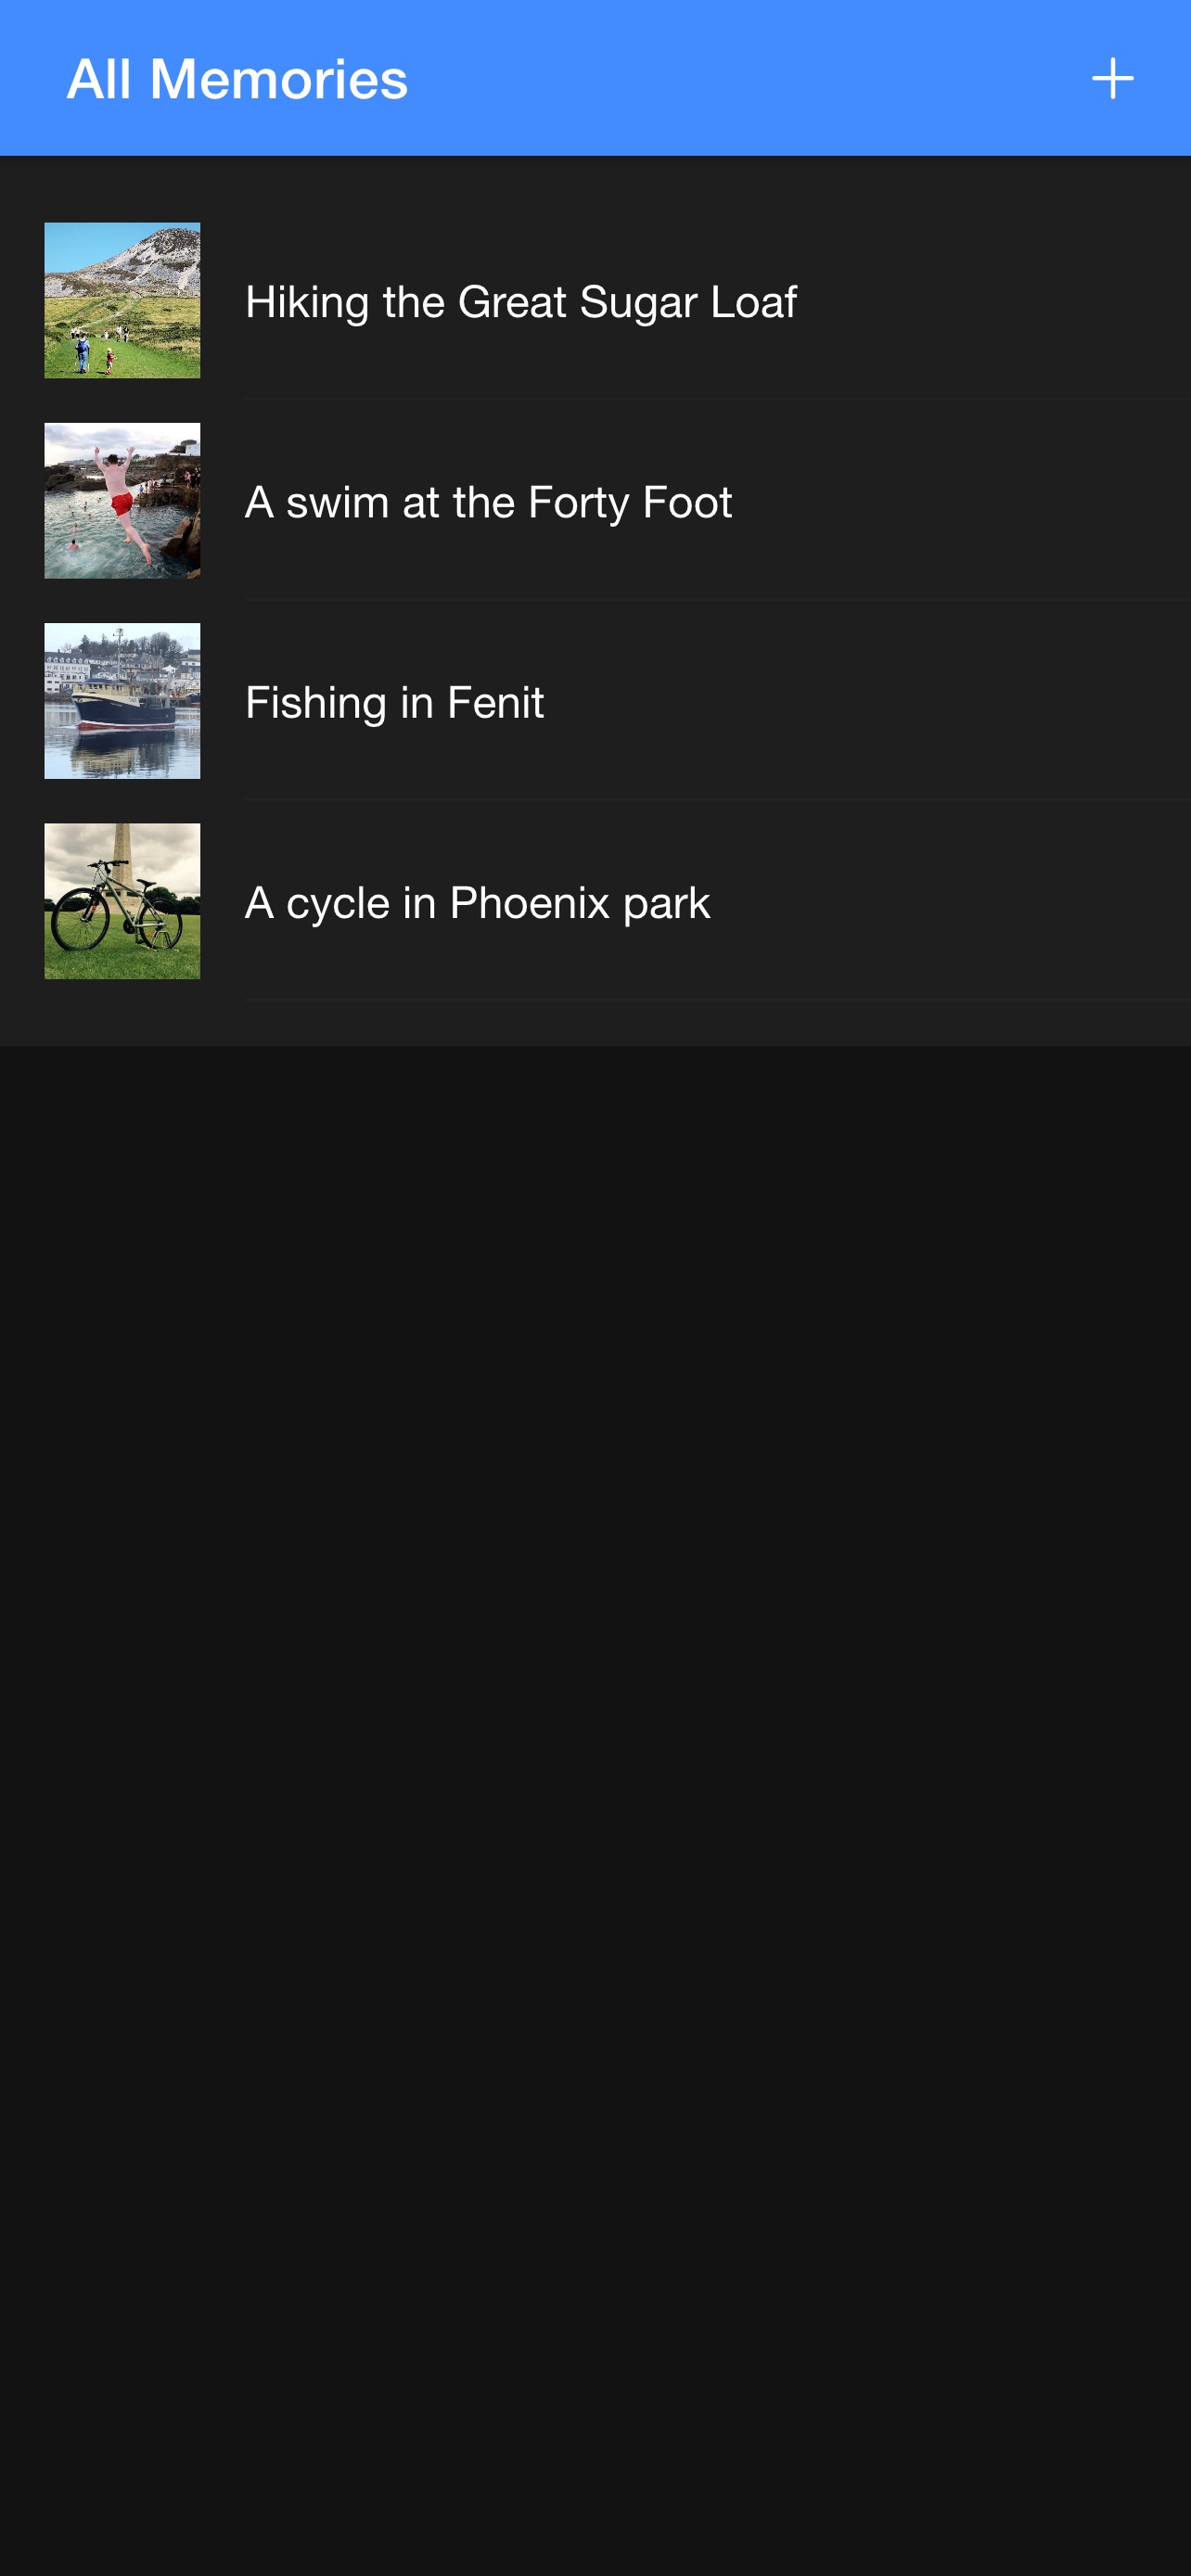 All Memories
Hiking the Great Sugar Loaf
A swim at the Forty Foot
Fishing in Fenit
A cycle in Phoenix park